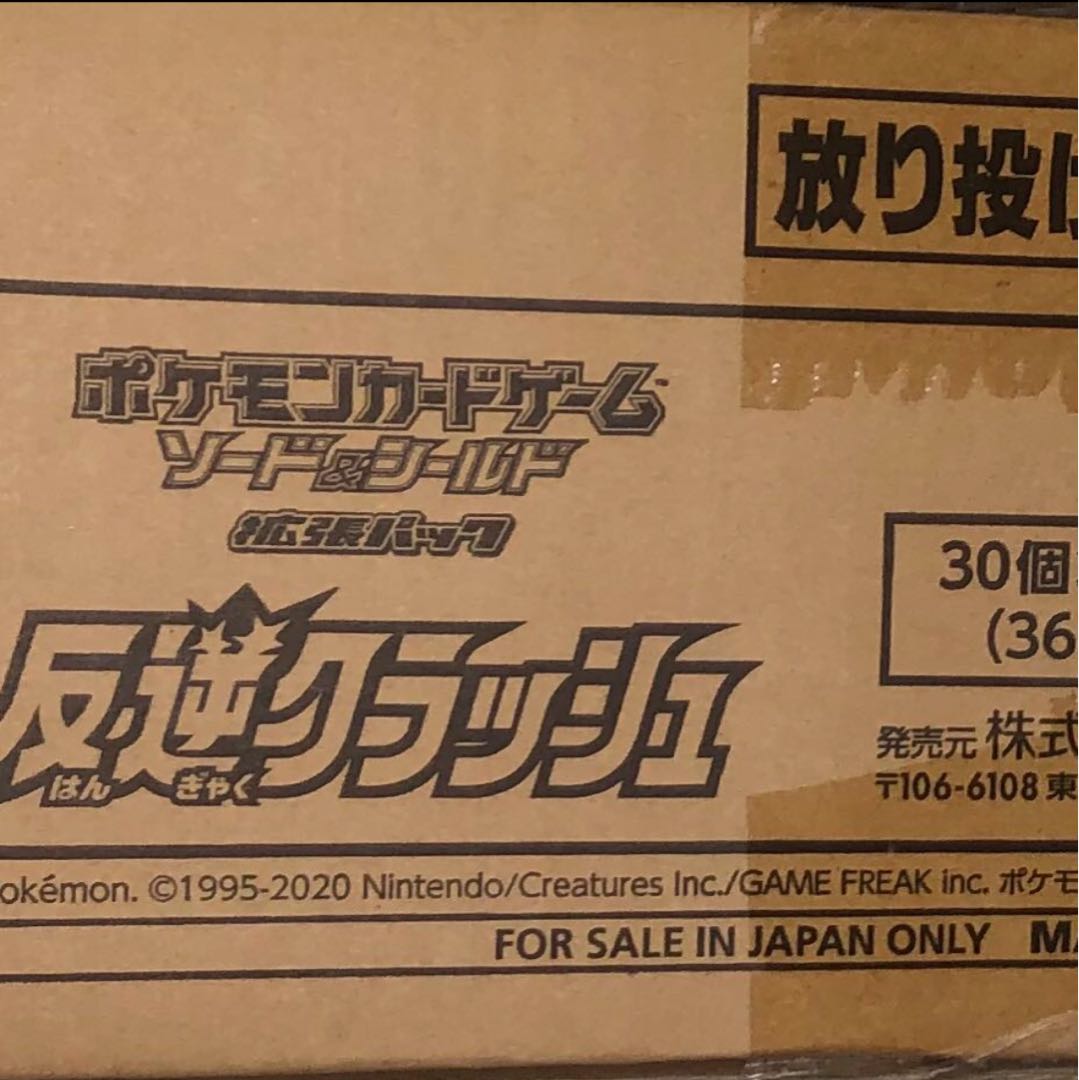 放り投げ
ポケモンカードゲーム
ソード&シールド
拡張パック
反逆クラッシュ
はん ぎゃく
30個
(36
発売元 株式
〒106-6108 東
okémon. ©1995-2020 Nintendo/Creatures Inc./GAME FREAK inc. ポケモ
FOR SALE IN JAPAN ONLY MA